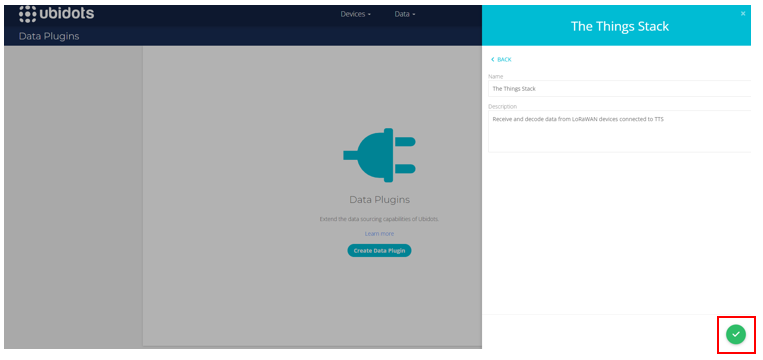 ubidots
Devices
Data
The Things Stack
Data Plugins
BACK
Name
The Things Stack
Description
Receive and decode data from LoRaWAN devices connected to TTS
Data Plugins
Extend the data sourcing capabilities of Ubidots.
Learn more
Create Data Plugin